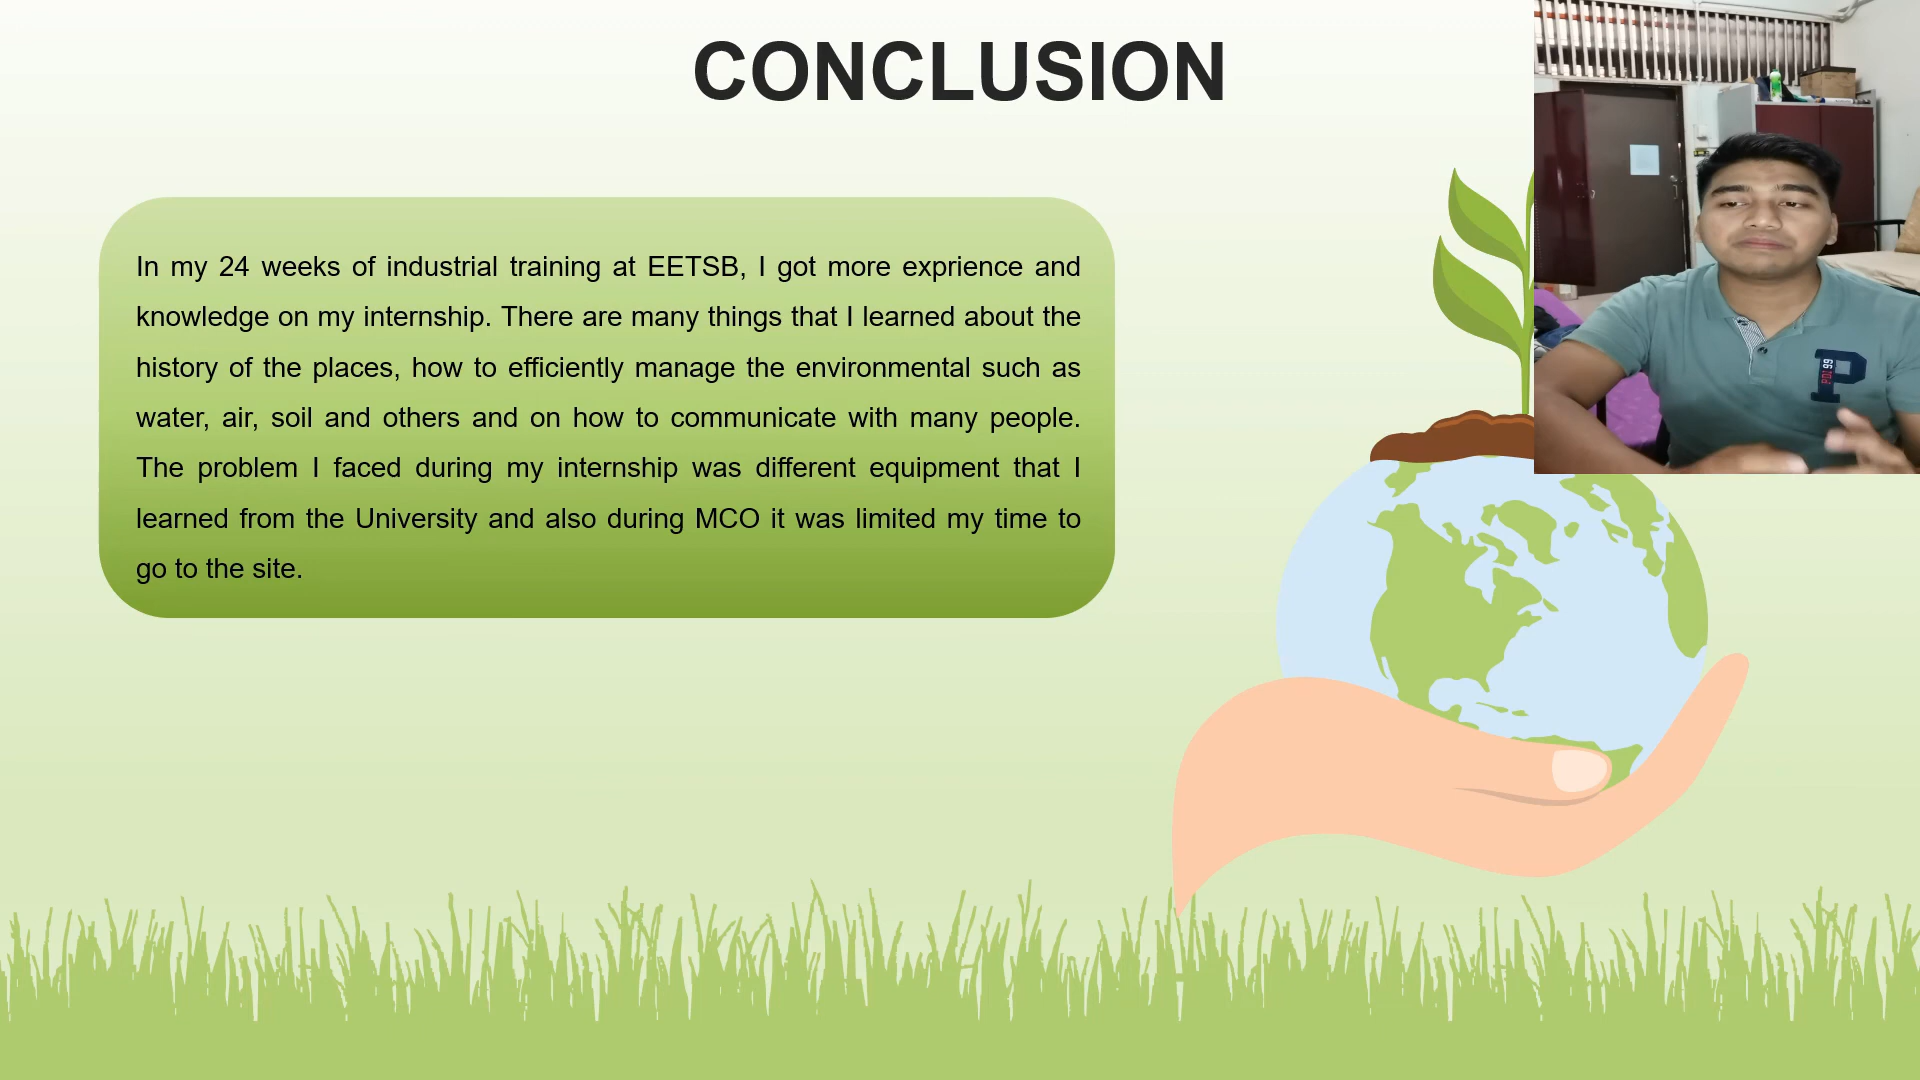 CONCLUSION
In my 24 weeks of industrial training at EETSB, I got more exprience and
knowledge on my internship. There are many things that I learned about the
history of the places, how to efficiently manage the environmental such as
water, air, soil and others and on how to communicate with many people.
The problem I faced during my internship was different equipment that I
learned from the University and also during MCO it was limited my time to
go to the site.
P
PDI 99